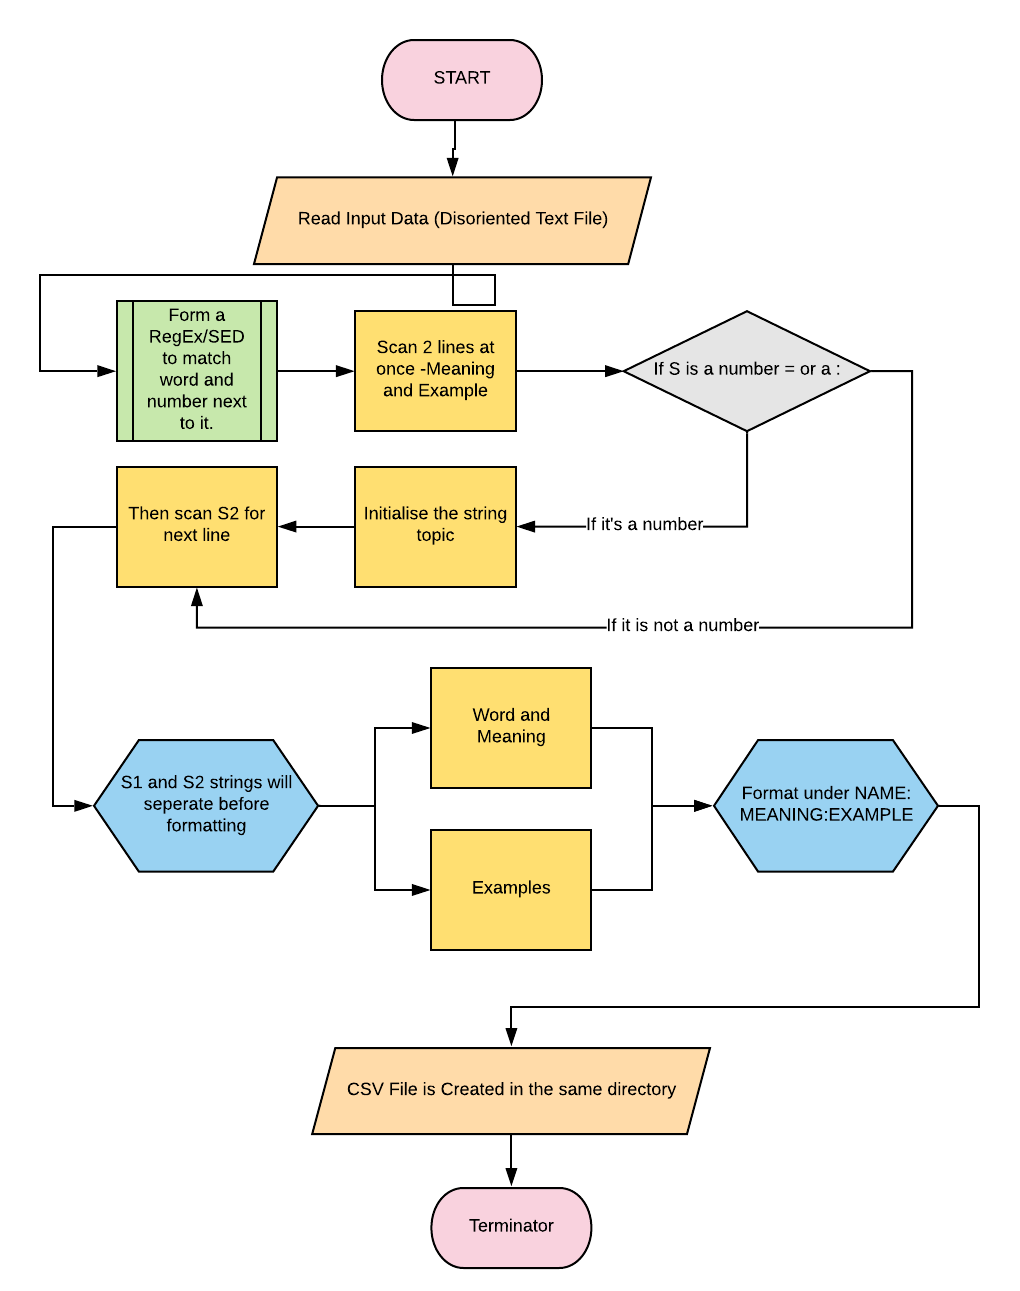 START
Read Input Data (Disoriented Text File)
Form a
RegEx/SED
to match
word and
number next
to it.
Scan 2 lines at
once -Meaning
and Example
If S is a number = or a :
Then scan S2 for
next line
Initialise the string
topic
If it's a number
If it is not a number
Word and
Meaning
S1 and S2 strings will
seperate before
formatting
Format under NAME:
MEANING:EXAMPLE
Examples
CSV File is Created in the same directory
Terminator